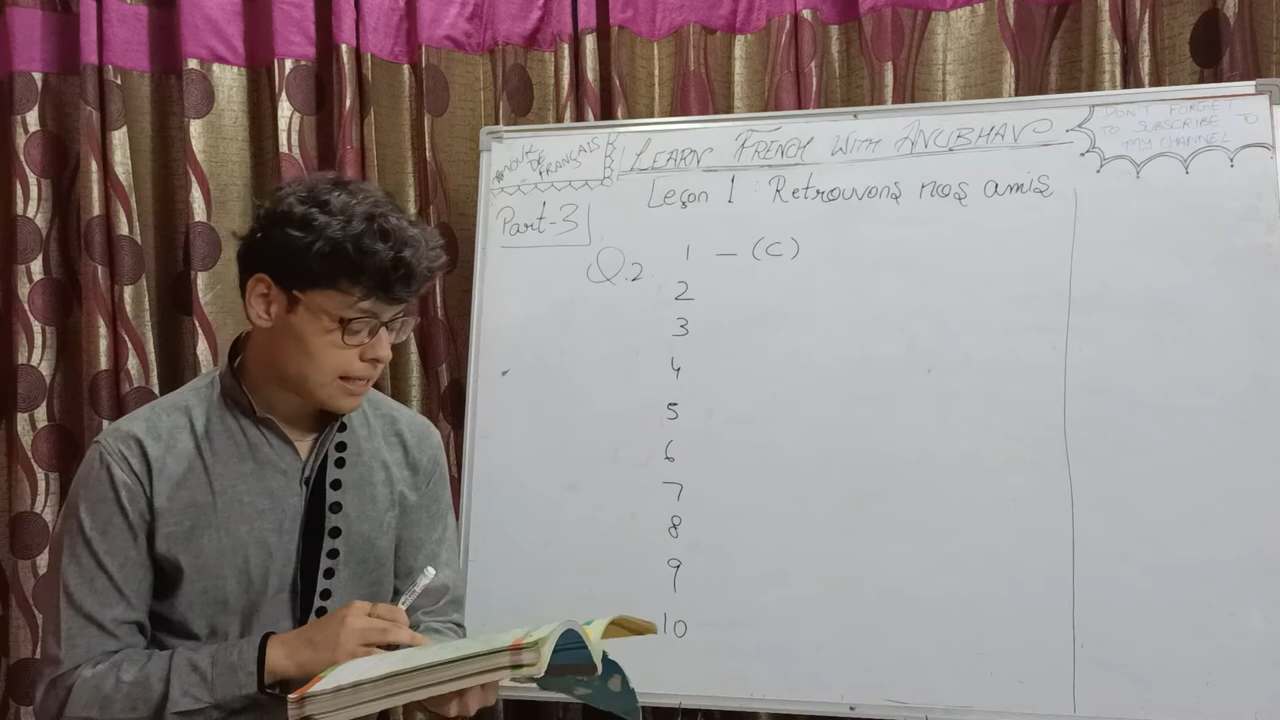 AMOUR
DE
FRANÇAIS
LEARN FRENCH WITH ANUBHAV
DON'T FORGET
TO SUBSCRIBE TO
MY CHANNEL
Leçon 1 : Retrouvons nos amis
Part-3
Q.2. 1 - (C)
2
3
4
5
6
7
8
9
10